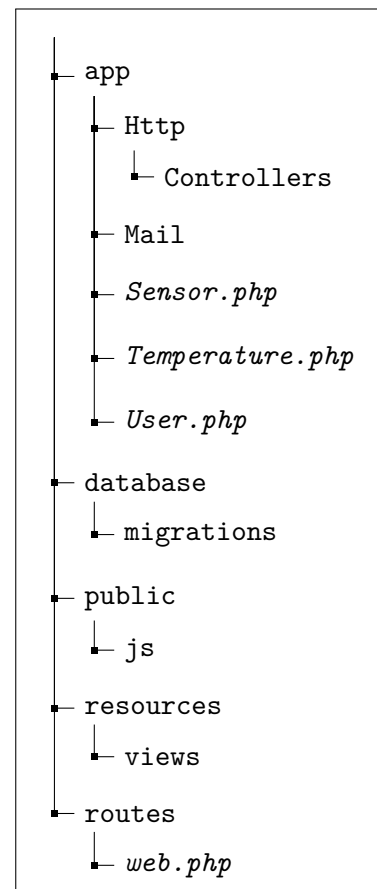 app
Http
Controllers
Mail
Sensor.php
Temperature.php
User.php
database
migrations
public
js
resources
views
routes
web.php